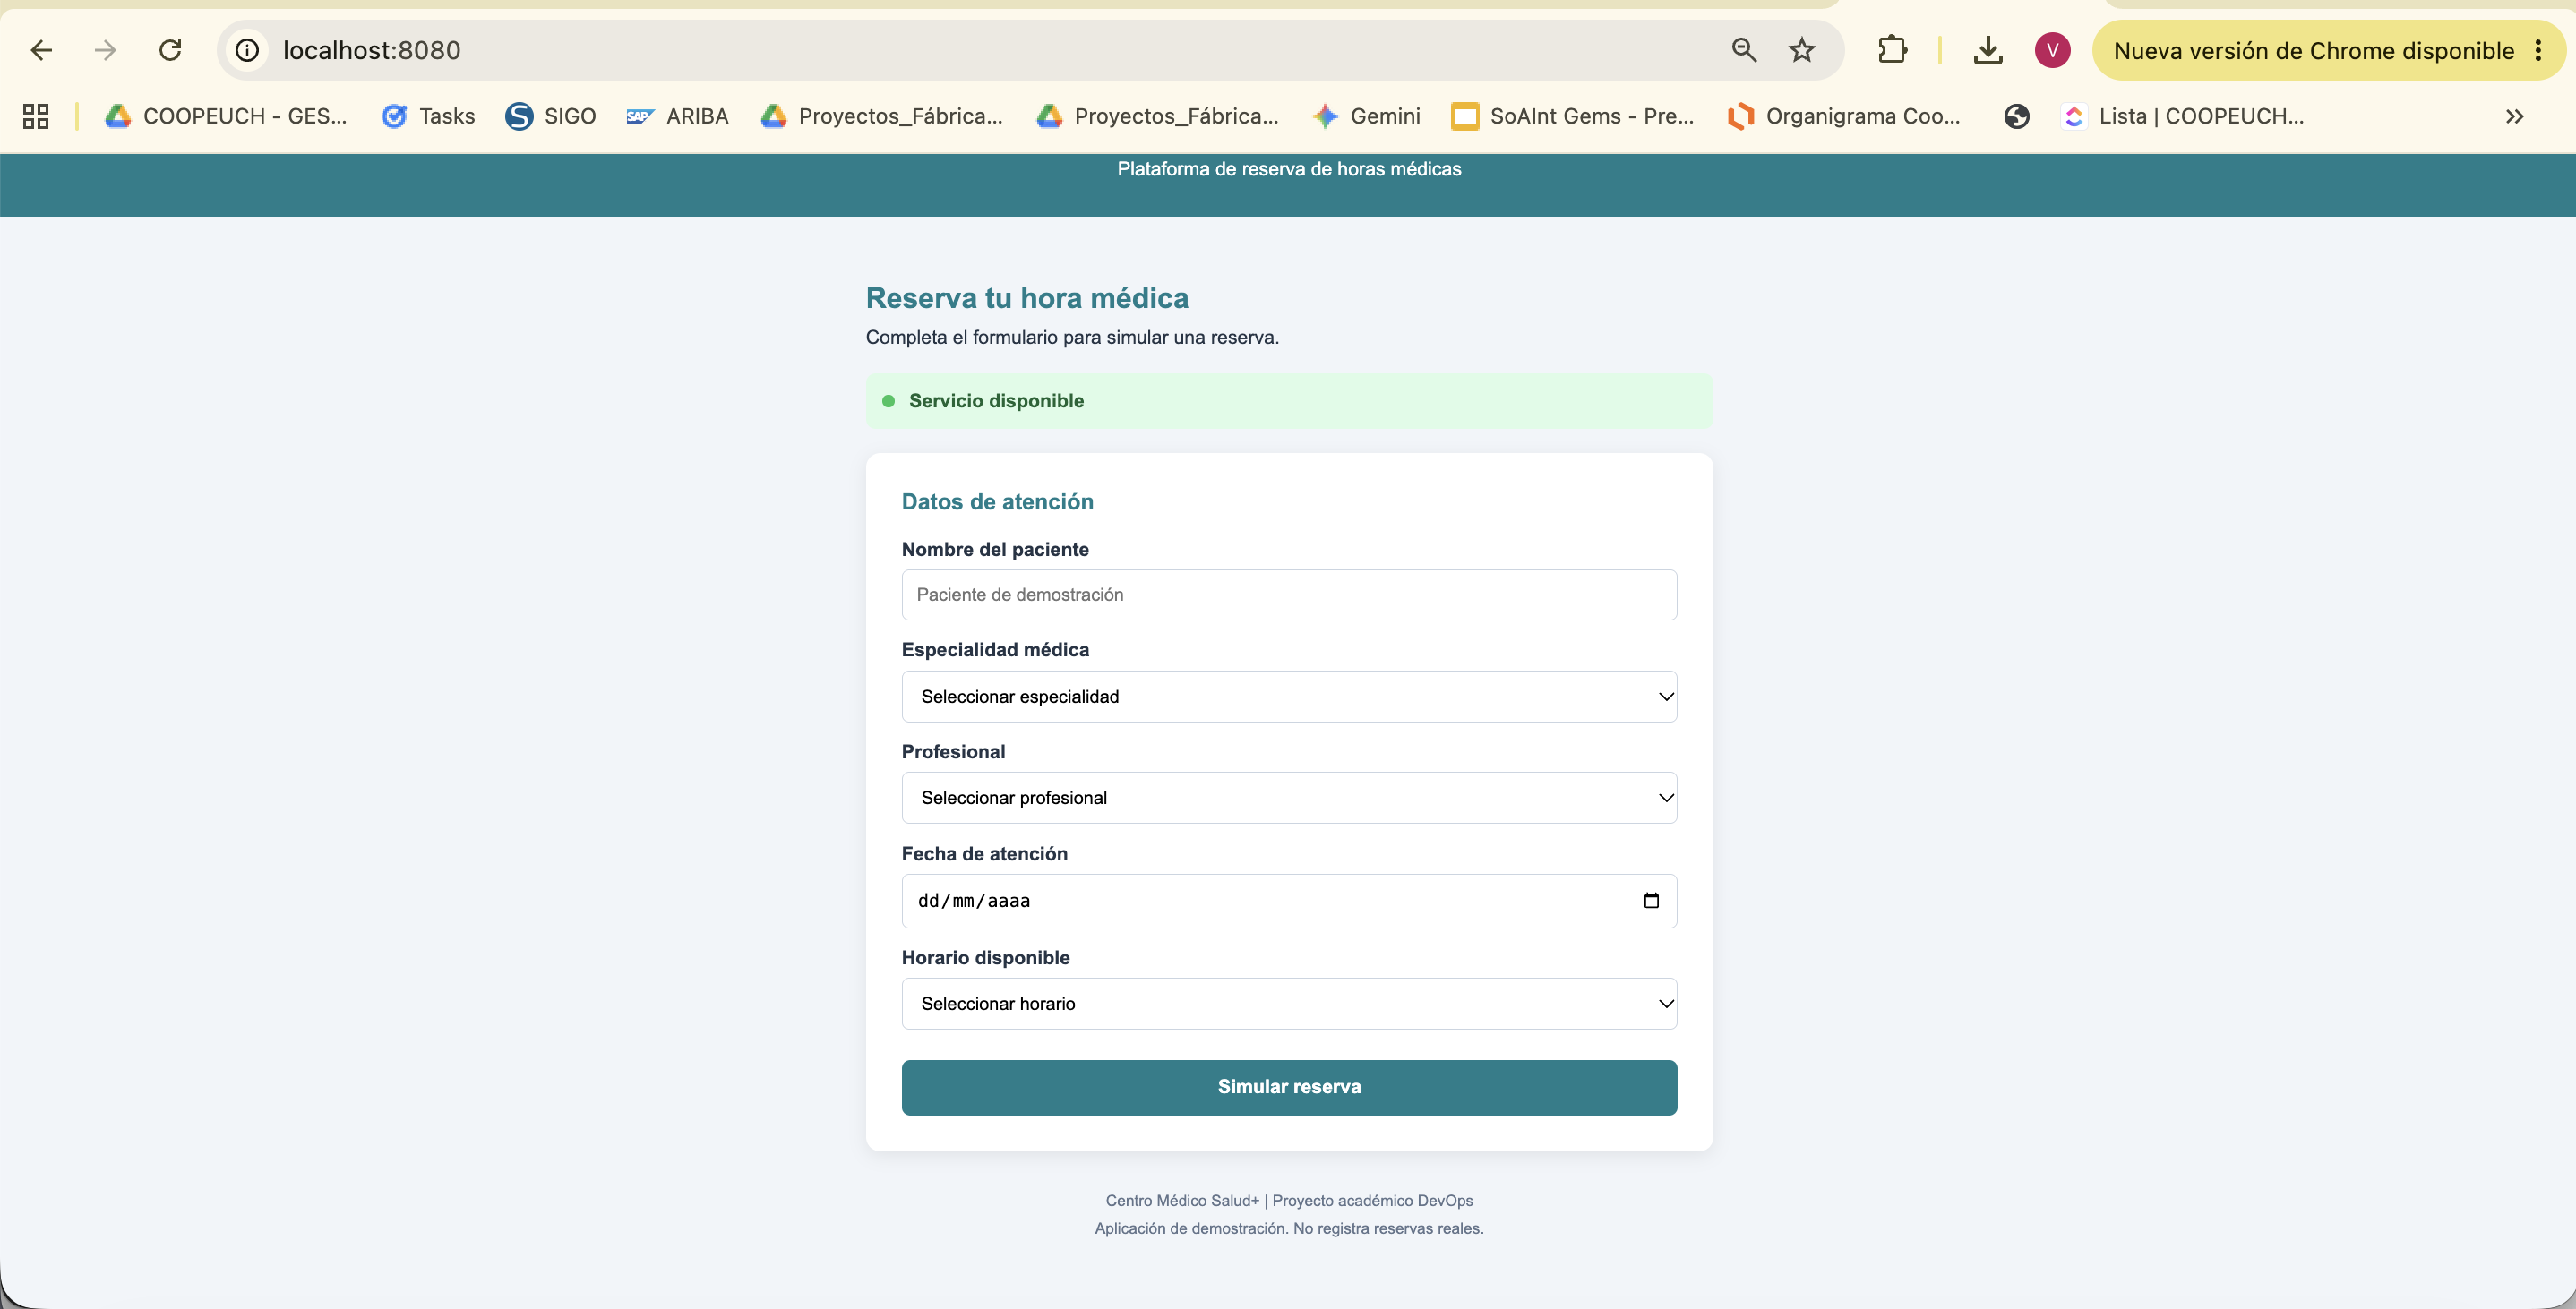 localhost:8080
V
Nueva versión de Chrome disponible
COOPEUCH - GES...
Tasks
S
SIGO
SAP
ARIBA
Proyectos_Fábrica...
Proyectos_Fábrica...
Gemini
SoAInt Gems - Pre...
Organigrama Coo...
Lista | COOPEUCH...
Plataforma de reserva de horas médicas
Reserva tu hora médica
Completa el formulario para simular una reserva.
Servicio disponible
Datos de atención
Nombre del paciente
Paciente de demostración
Especialidad médica
Seleccionar especialidad
Profesional
Seleccionar profesional
Fecha de atención
dd/mm/aaaa
Horario disponible
Seleccionar horario
Simular reserva
Centro Médico Salud+ | Proyecto académico DevOps
Aplicación de demostración. No registra reservas reales.